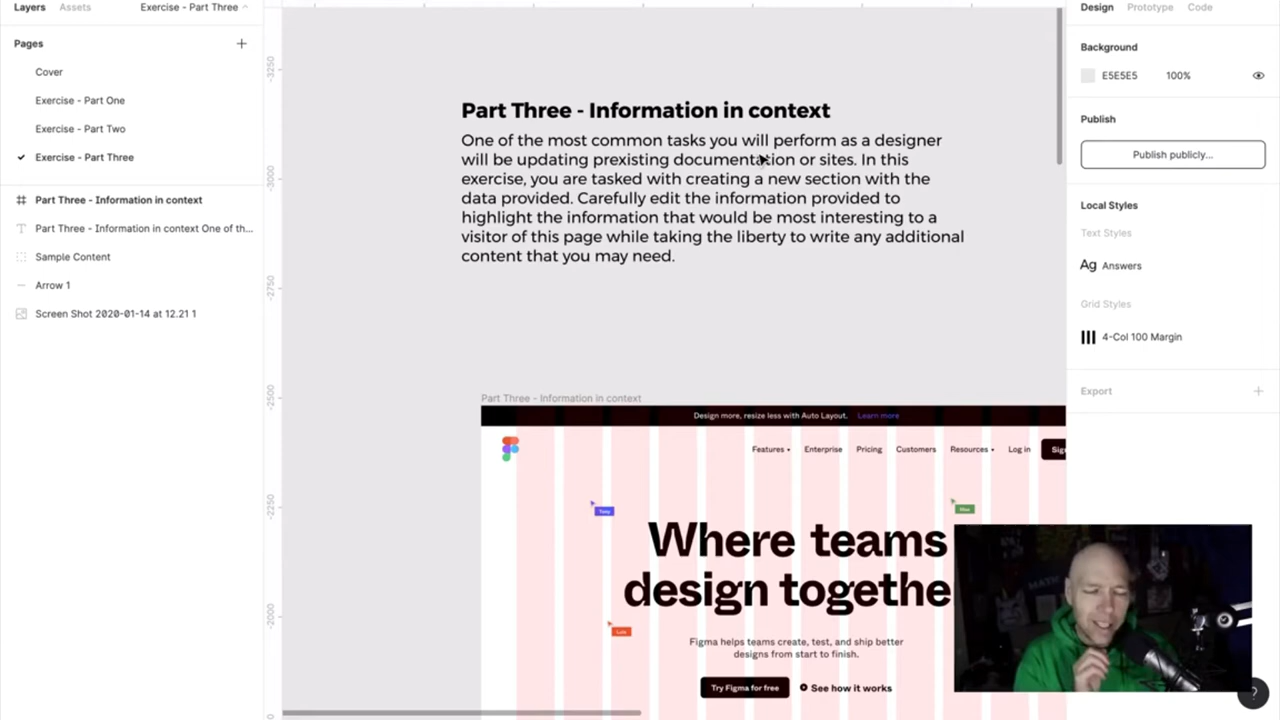 Layers Assets Exercise - Part Three
Pages
Cover
Exercise - Part One
Exercise - Part Two
Exercise - Part Three
Part Three - Information in context
Part Three - Information in context One of th...
Sample Content
Arrow 1
Screen Shot 2020-01-14 at 12.21 1
-3250
-3000
-2750
-2500
-2250
-2000
Part Three - Information in context
One of the most common tasks you will perform as a designer
will be updating prexisting documentation or sites. In this
exercise, you are tasked with creating a new section with the
data provided. Carefully edit the information provided to
highlight the information that would be most interesting to a
visitor of this page while taking the liberty to write any additional
content that you may need.
Part Three - Information in context
Design more, resize less with Auto Layout. Learn more
Features Enterprise Pricing Customers Resources Log in Sig
Where teams
design togethe
Figma helps teams create, test, and ship better
designs from start to finish.
Try Figma for free See how it works
Design Prototype Code
Background
E5E5E5 100%
Publish
Publish publicly...
Local Styles
Text Styles
Ag Answers
Grid Styles
4-Col 100 Margin
Export
?